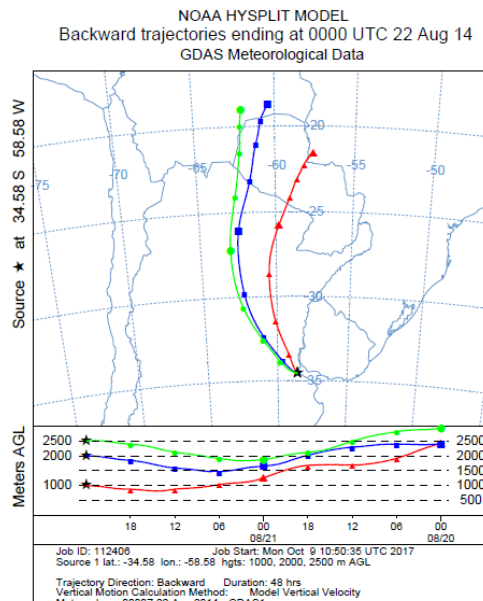 NOAA HYSPLIT MODEL
Backward trajectories ending at 0000 UTC 22 Aug 14
GDAS Meteorological Data
Source ★ at 34.58 S 58.58 W
-20
-75
-70
-65
-60
-55
-50
-25
-30
-35
Meters AGL
2500 2500
2000 2000
1500
1000 1000
500
18 12 06 00 18 12 06 00
08/21 08/20
Job ID: 112406 Job Start: Mon Oct 9 10:50:35 UTC 2017
Source 1 lat.: -34.58 lon.: -58.58 hgts: 1000, 2000, 2500 m AGL
Trajectory Direction: Backward Duration: 48 hrs
Vertical Motion Calculation Method: Model Vertical Velocity